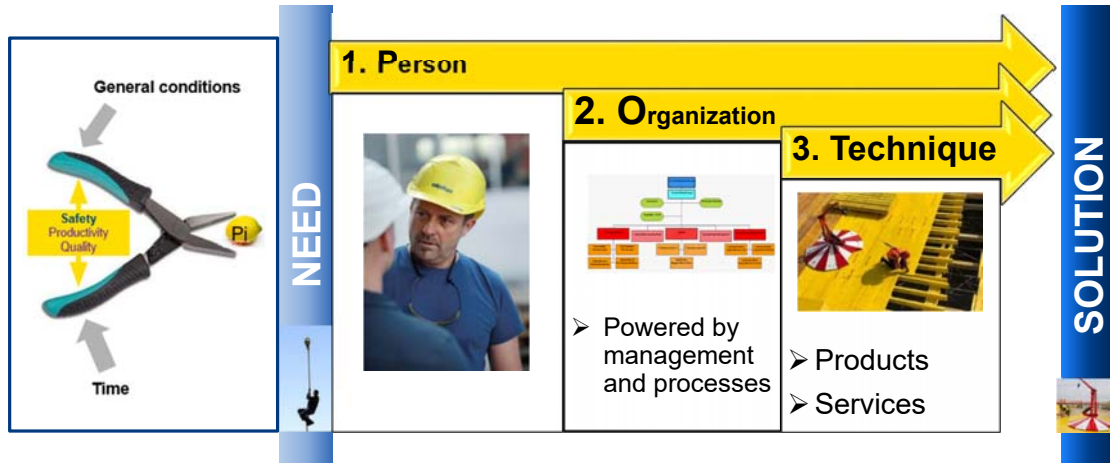 General conditions
Safety
Productivity
Quality
Pi
Time
NEED
1. Person
2. Organization
Powered by
management
and processes
3. Technique
Products
Services
SOLUTION